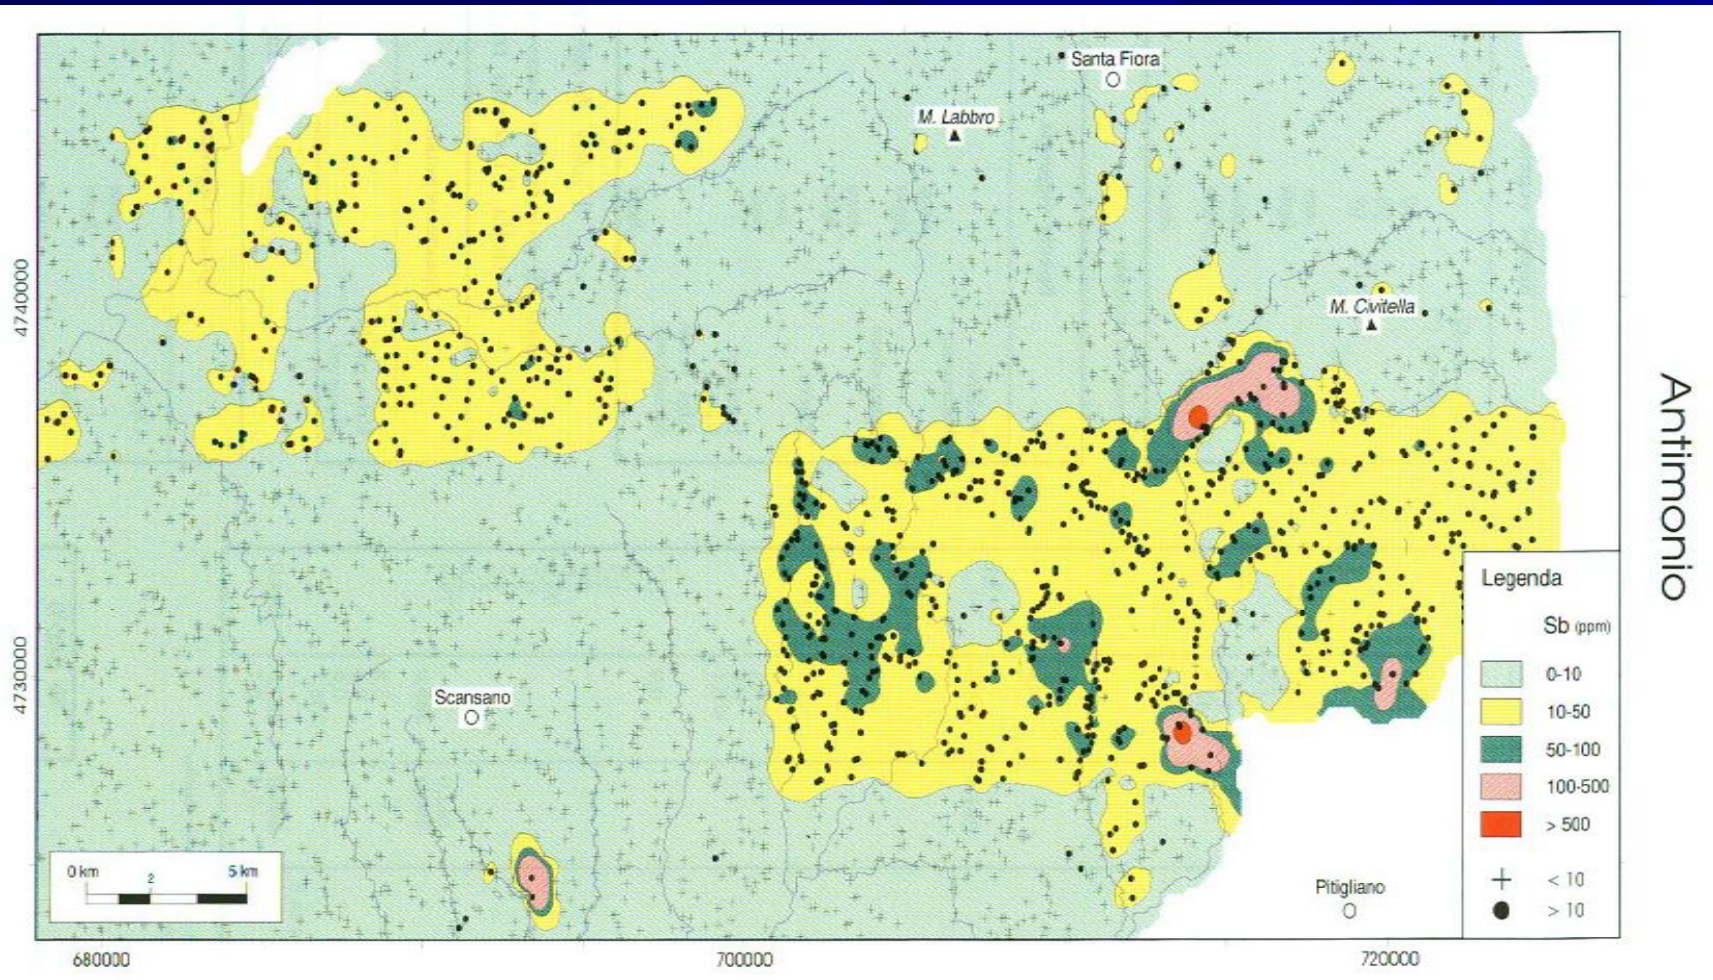 Santa Fiora
M. Labbro
M. Civitella
4740000
4730000
Scansano
Pitigliano
0 km
2
5 km
680000
700000
720000
Legenda
Sb (ppm)
0-10
10-50
50-100
100-500
> 500
< 10
> 10
Antimonio